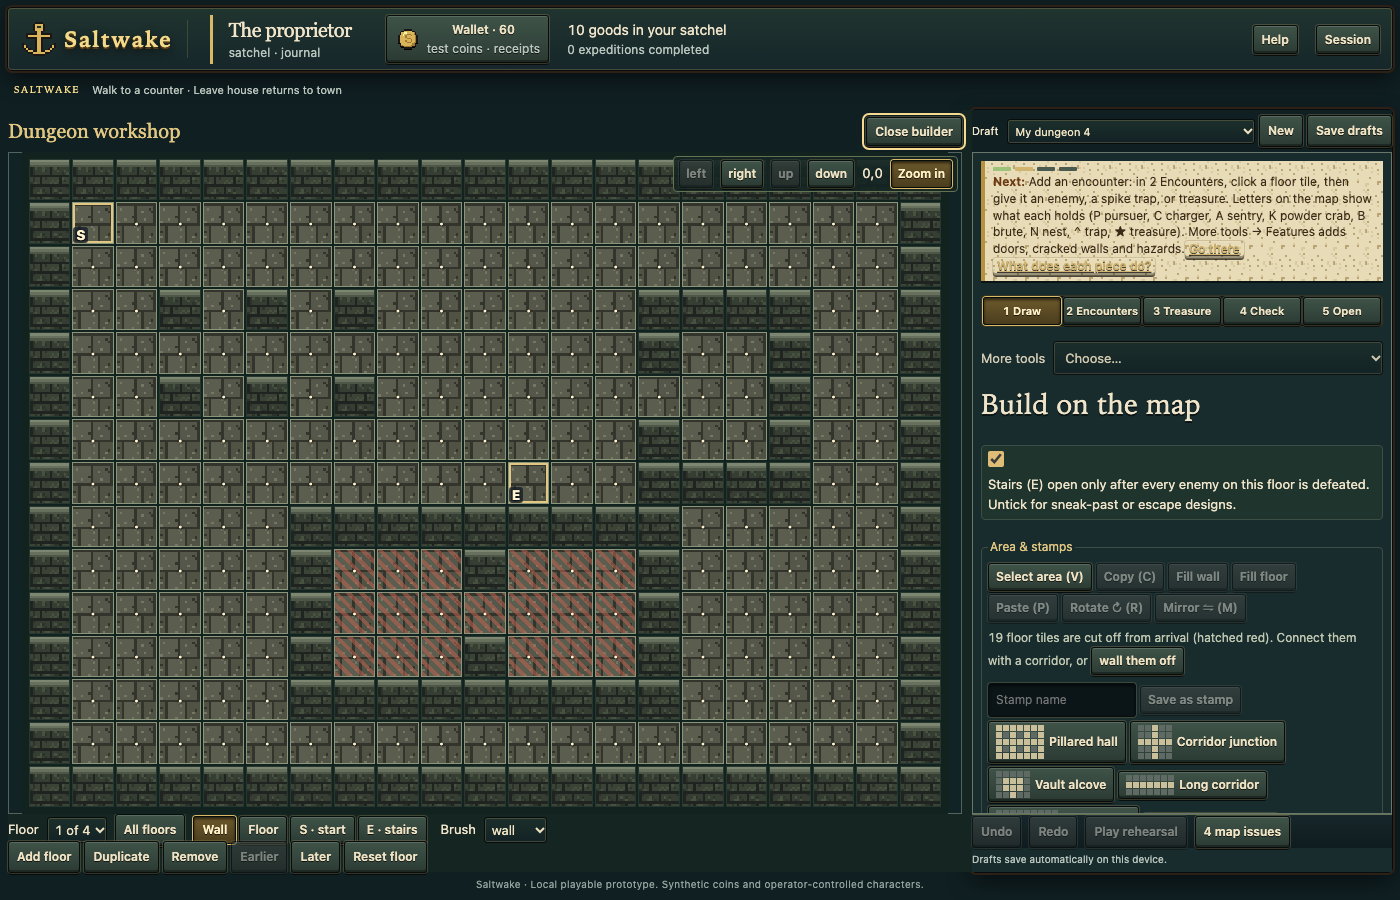 Saltwake
The proprietor
satchel · journal
Wallet · 60
test coins · receipts
10 goods in your satchel
0 expeditions completed
Help
Session
SALTWAKE
Walk to a counter · Leave house returns to town
Dungeon workshop
Close builder
Draft
My dungeon 4
New
Save drafts
left
right
up
down
0,0
Zoom in
S
E
Next: Add an encounter: in 2 Encounters, click a floor tile, then
give it an enemy, a spike trap, or treasure. Letters on the map show
what each holds (P pursuer, C charger, A sentry, K powder crab, B
brute, N nest, ^ trap, ★ treasure). More tools → Features adds
doors, cracked walls and hazards. Go there
What does each piece do?
1 Draw
2 Encounters
3 Treasure
4 Check
5 Open
More tools
Choose...
Build on the map
Stairs (E) open only after every enemy on this floor is defeated.
Untick for sneak-past or escape designs.
Area & stamps
Select area (V)
Copy (C)
Fill wall
Fill floor
Paste (P)
Rotate ↻ (R)
Mirror ⇋ (M)
19 floor tiles are cut off from arrival (hatched red). Connect them
with a corridor, or wall them off
Stamp name
Save as stamp
Pillared hall
Corridor junction
Vault alcove
Long corridor
Floor
1 of 4
All floors
Wall
Floor
S · start
E · stairs
Brush
wall
Add floor
Duplicate
Remove
Earlier
Later
Reset floor
Undo
Redo
Play rehearsal
4 map issues
Drafts save automatically on this device.
Saltwake · Local playable prototype. Synthetic coins and operator-controlled characters.